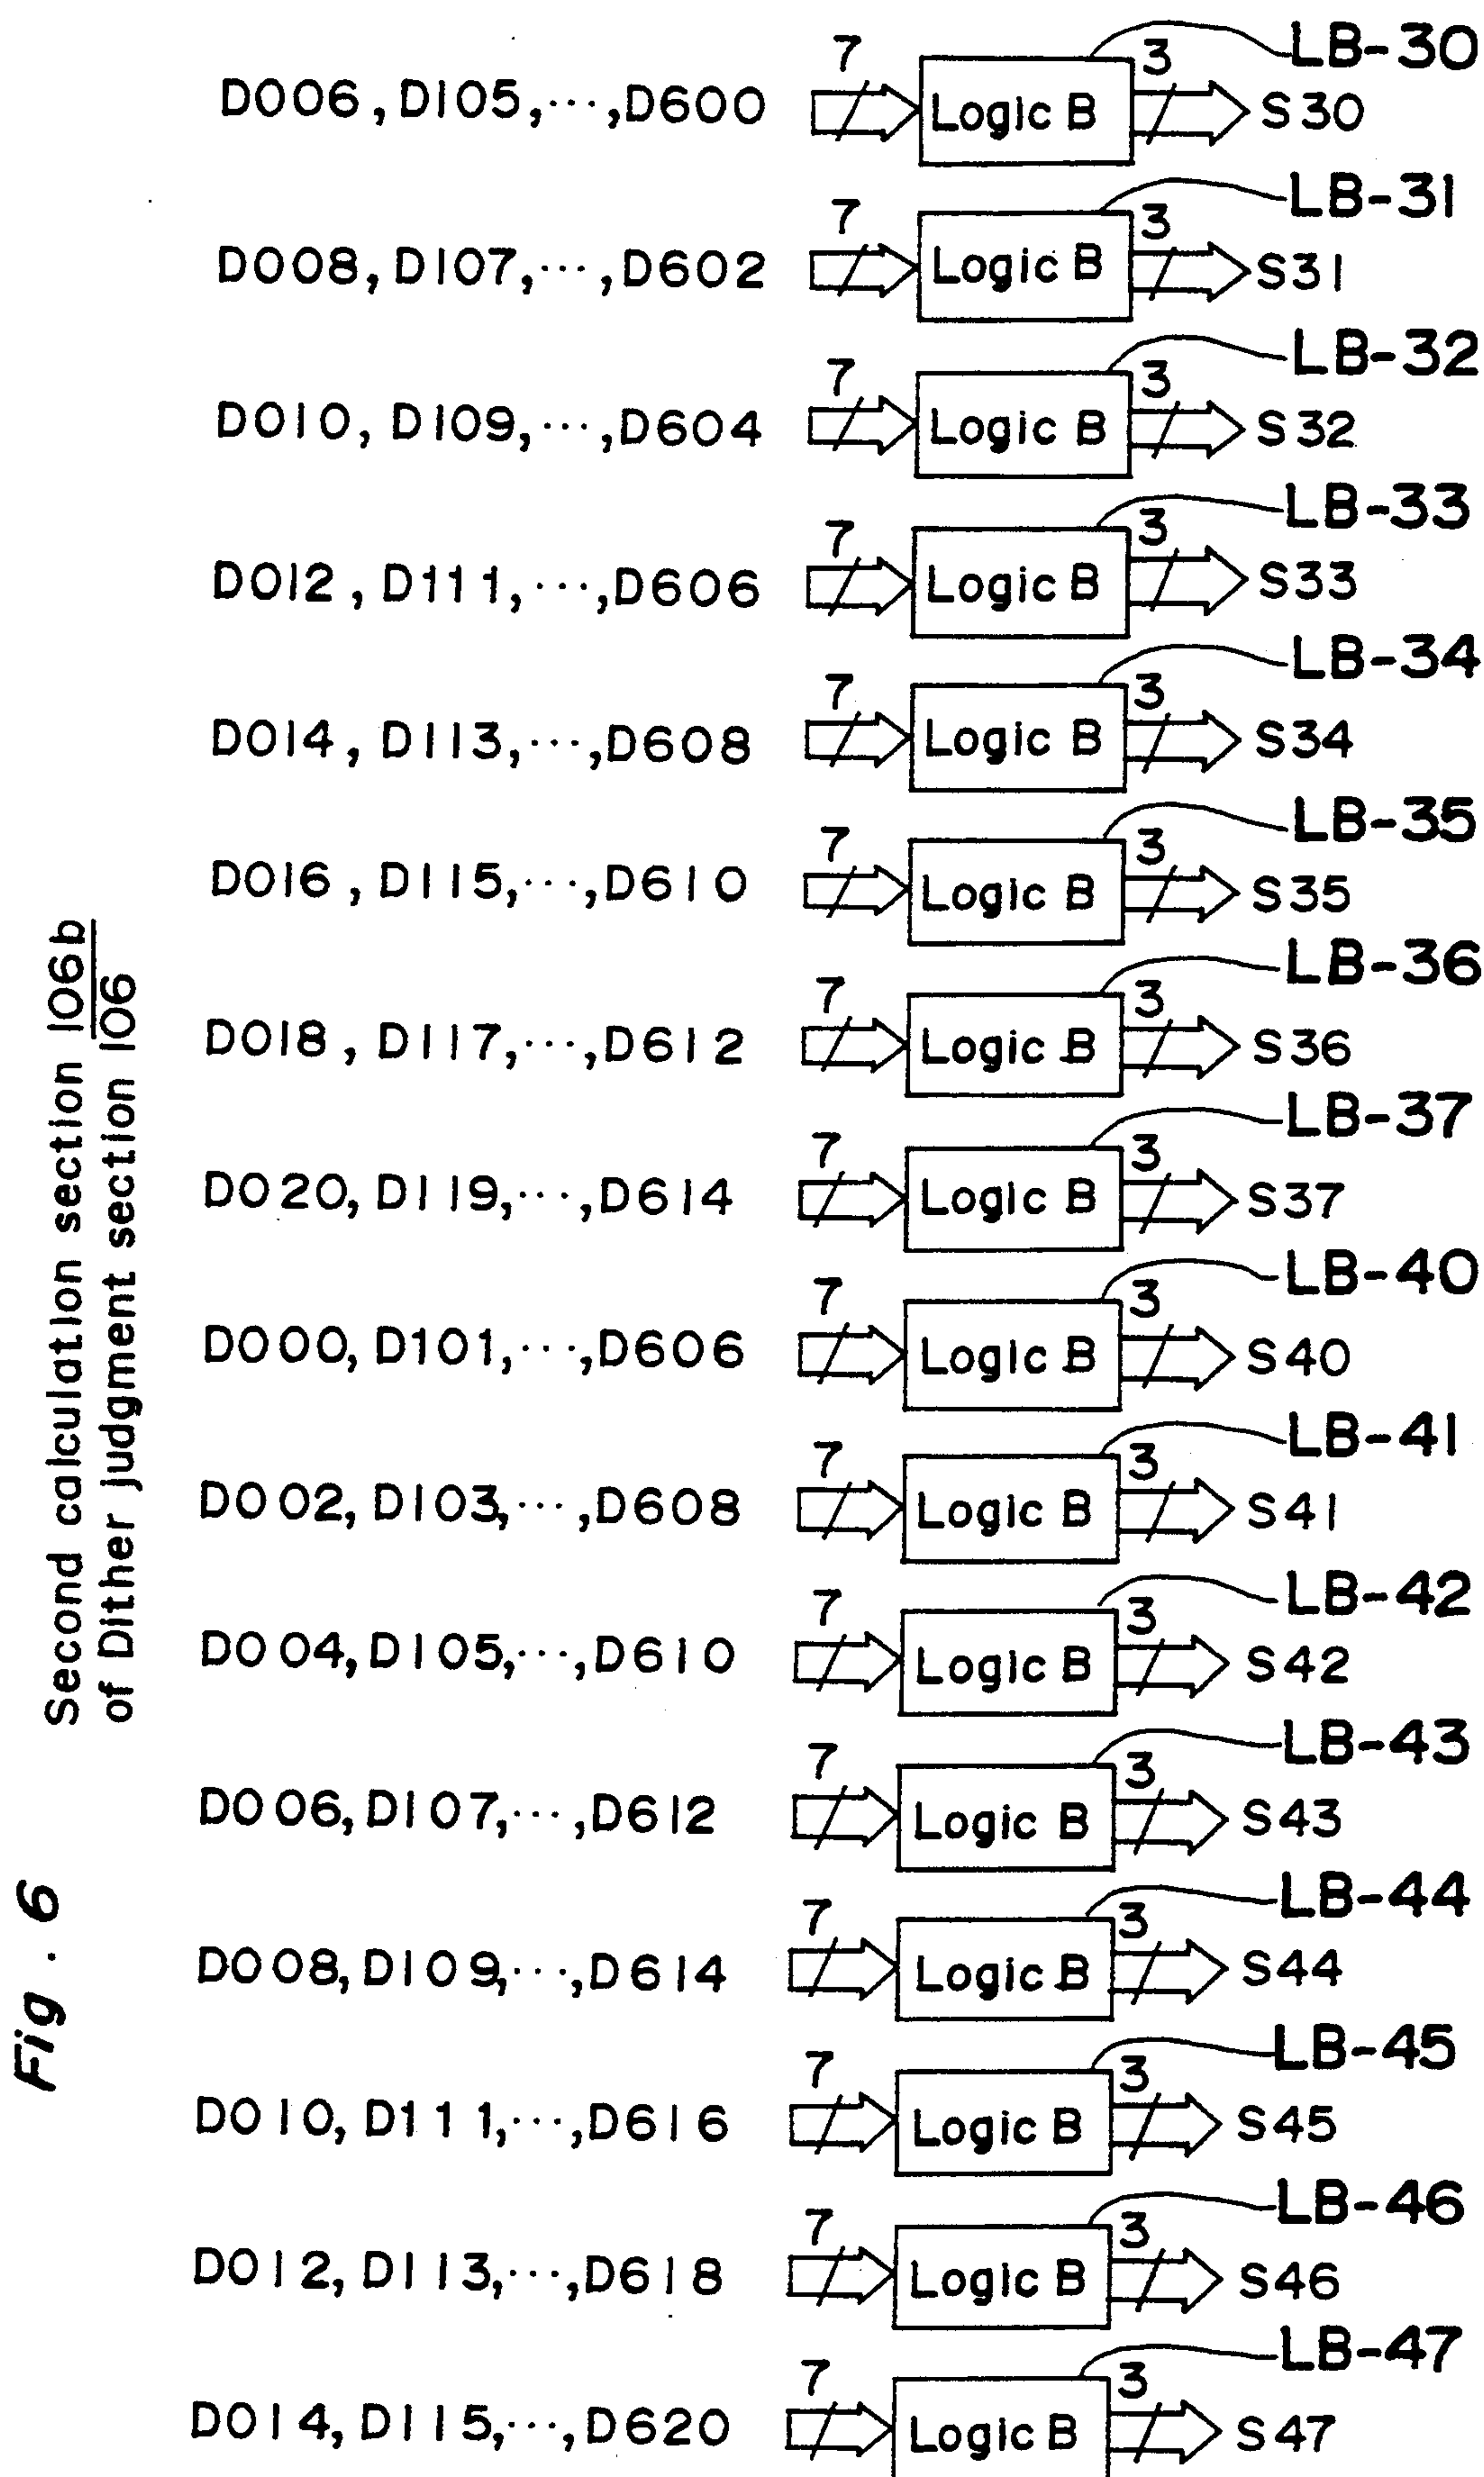 Fig. 6
Second calculation section 106b
of Dither judgment section 106
D006, D105, ···, D600 7 Logic B 3 S30 LB-30
D008, D107, ···, D602 7 Logic B 3 S31 LB-31
D010, D109, ···, D604 7 Logic B 3 S32 LB-32
D012, D111, ···, D606 7 Logic B 3 S33 LB-33
D014, D113, ···, D608 7 Logic B 3 S34 LB-34
D016, D115, ···, D610 7 Logic B 3 S35 LB-35
D018, D117, ···, D612 7 Logic B 3 S36 LB-36
D020, D119, ···, D614 7 Logic B 3 S37 LB-37
D000, D101, ···, D606 7 Logic B 3 S40 LB-40
D002, D103, ···, D608 7 Logic B 3 S41 LB-41
D004, D105, ···, D610 7 Logic B 3 S42 LB-42
D006, D107, ···, D612 7 Logic B 3 S43 LB-43
D008, D109, ···, D614 7 Logic B 3 S44 LB-44
D010, D111, ···, D616 7 Logic B 3 S45 LB-45
D012, D113, ···, D618 7 Logic B 3 S46 LB-46
D014, D115, ···, D620 7 Logic B 3 S47 LB-47